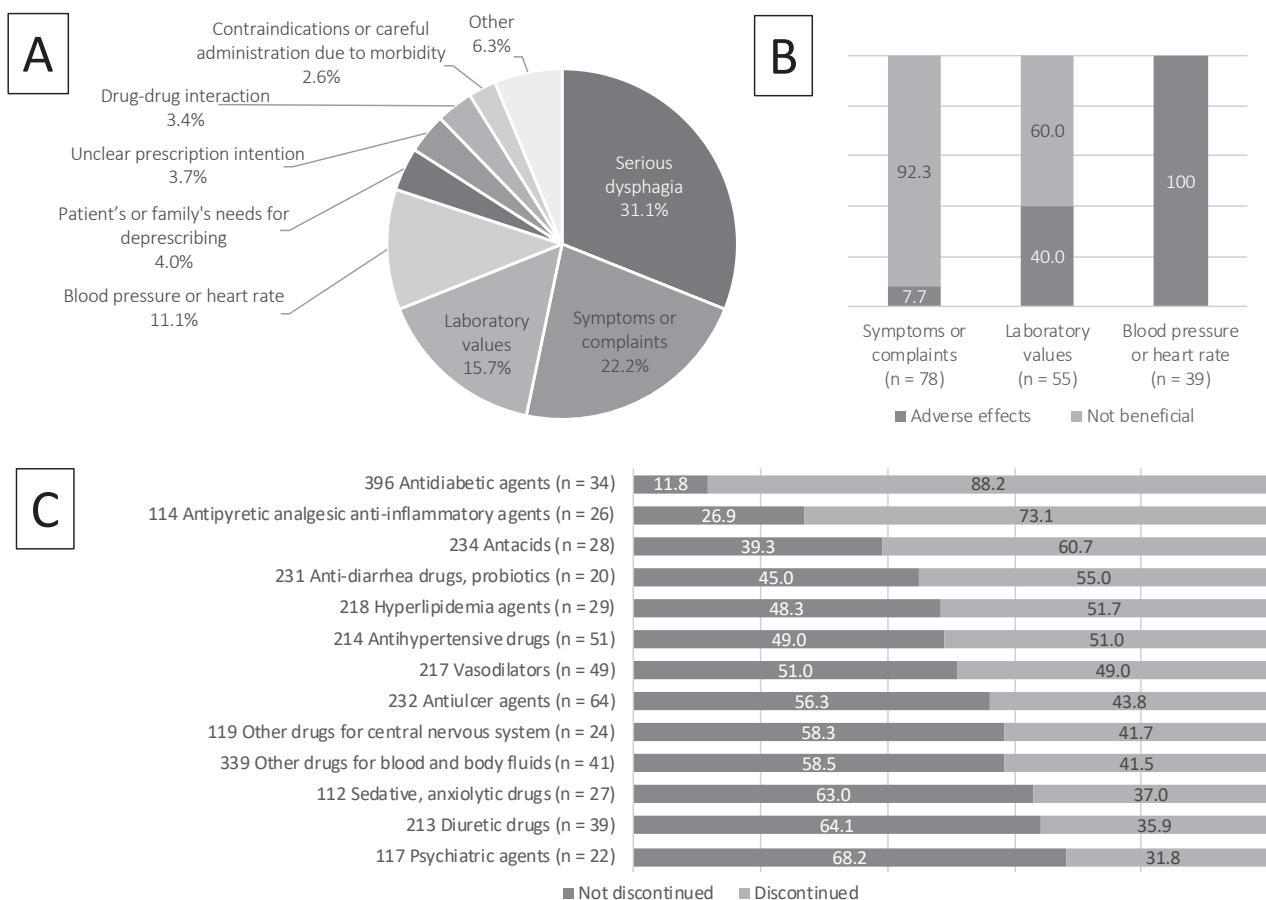 A
Contraindications or careful
administration due to morbidity
2.6%
Other
6.3%
Drug-drug interaction
3.4%
Unclear prescription intention
3.7%
Patient’s or family's needs for
deprescribing
4.0%
Blood pressure or heart rate
11.1%
Serious
dysphagia
31.1%
Laboratory
values
15.7%
Symptoms or
complaints
22.2%
B
92.3
7.7
60.0
40.0
100
Symptoms or
complaints
(n = 78)
Laboratory
values
(n = 55)
Blood pressure
or heart rate
(n = 39)
Adverse effects
Not beneficial
C
396 Antidiabetic agents (n = 34) 11.8 88.2
114 Antipyretic analgesic anti-inflammatory agents (n = 26) 26.9 73.1
234 Antacids (n = 28) 39.3 60.7
231 Anti-diarrhea drugs, probiotics (n = 20) 45.0 55.0
218 Hyperlipidemia agents (n = 29) 48.3 51.7
214 Antihypertensive drugs (n = 51) 49.0 51.0
217 Vasodilators (n = 49) 51.0 49.0
232 Antiulcer agents (n = 64) 56.3 43.8
119 Other drugs for central nervous system (n = 24) 58.3 41.7
339 Other drugs for blood and body fluids (n = 41) 58.5 41.5
112 Sedative, anxiolytic drugs (n = 27) 63.0 37.0
213 Diuretic drugs (n = 39) 64.1 35.9
117 Psychiatric agents (n = 22) 68.2 31.8
Not discontinued
Discontinued